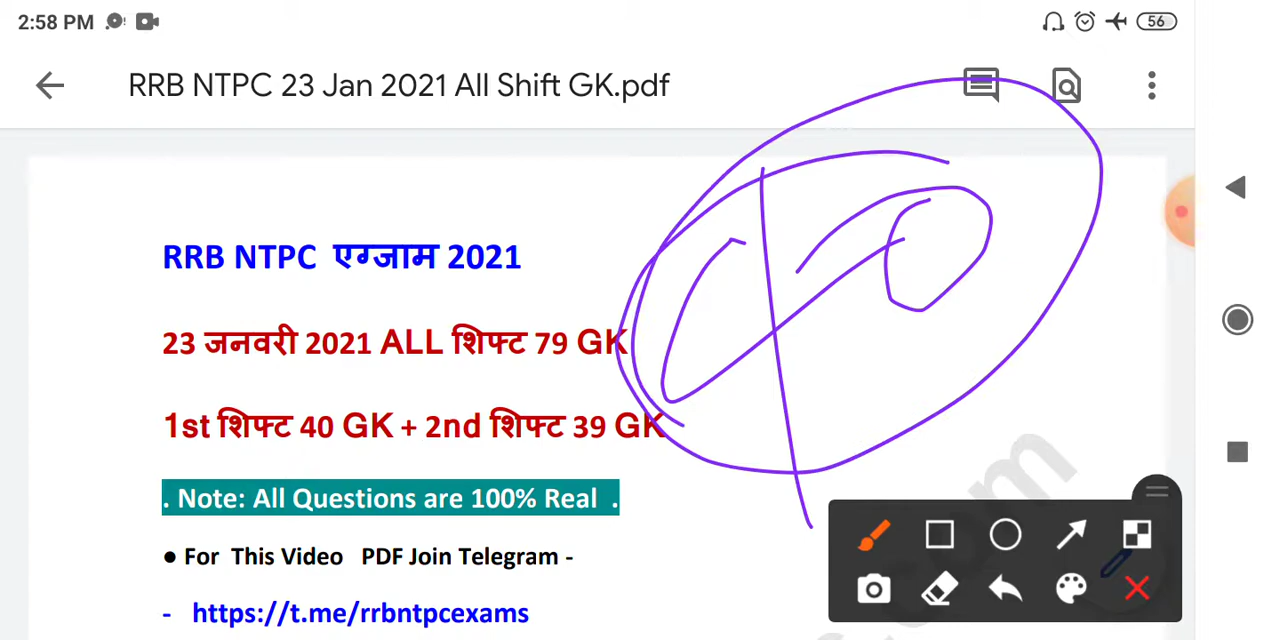 2:58 PM 56
RRB NTPC 23 Jan 2021 All Shift GK.pdf
RRB NTPC एग्जाम 2021
23 जनवरी 2021 ALL शिफ्ट 79 GK
1st शिफ्ट 40 GK + 2nd शिफ्ट 39 GK
. Note: All Questions are 100% Real .
● For This Video PDF Join Telegram -
- https://t.me/rrbntpcexams